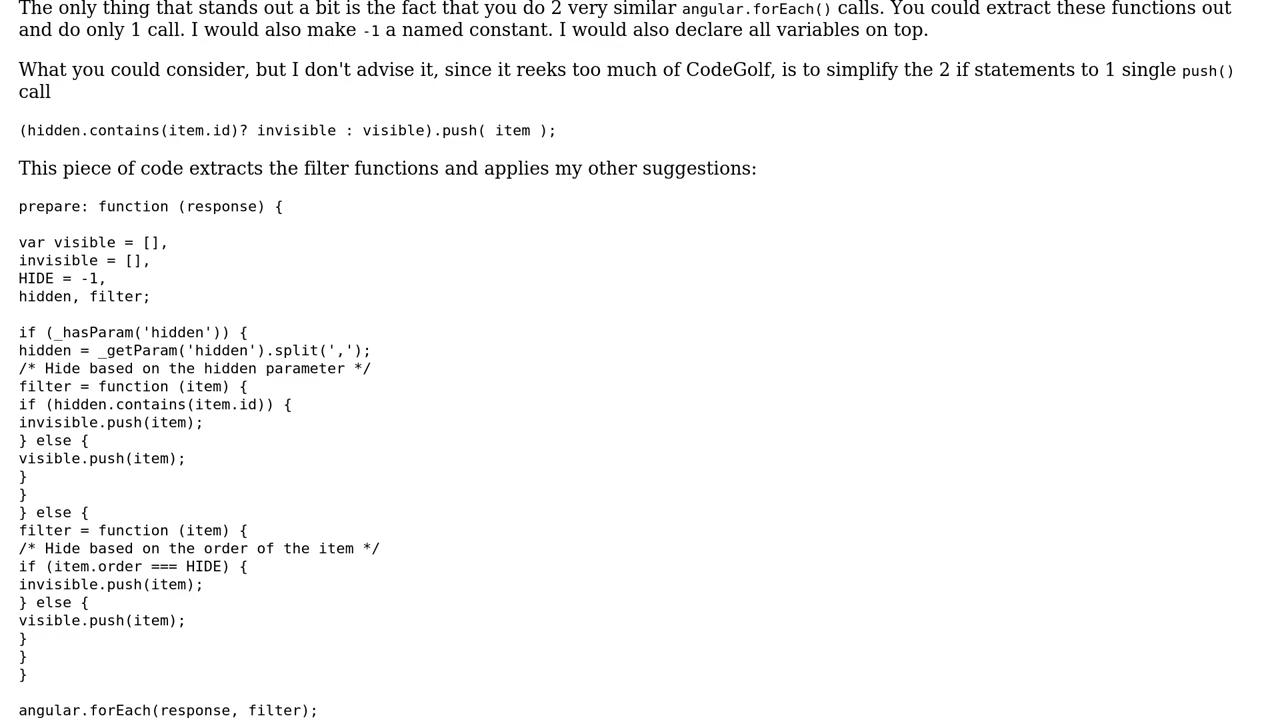 The only thing that stands out a bit is the fact that you do 2 very similar angular.forEach() calls. You could extract these functions out
and do only 1 call. I would also make -1 a named constant. I would also declare all variables on top.
What you could consider, but I don't advise it, since it reeks too much of CodeGolf, is to simplify the 2 if statements to 1 single push()
call
(hidden.contains(item.id)? invisible : visible).push( item );
This piece of code extracts the filter functions and applies my other suggestions:
prepare: function (response) {
var visible = [],
invisible = [],
HIDE = -1,
hidden, filter;
if (_hasParam('hidden')) {
hidden = _getParam('hidden').split(',');
/* Hide based on the hidden parameter */
filter = function (item) {
if (hidden.contains(item.id)) {
invisible.push(item);
} else {
visible.push(item);
}
}
} else {
filter = function (item) {
/* Hide based on the order of the item */
if (item.order === HIDE) {
invisible.push(item);
} else {
visible.push(item);
}
}
}
angular.forEach(response, filter);